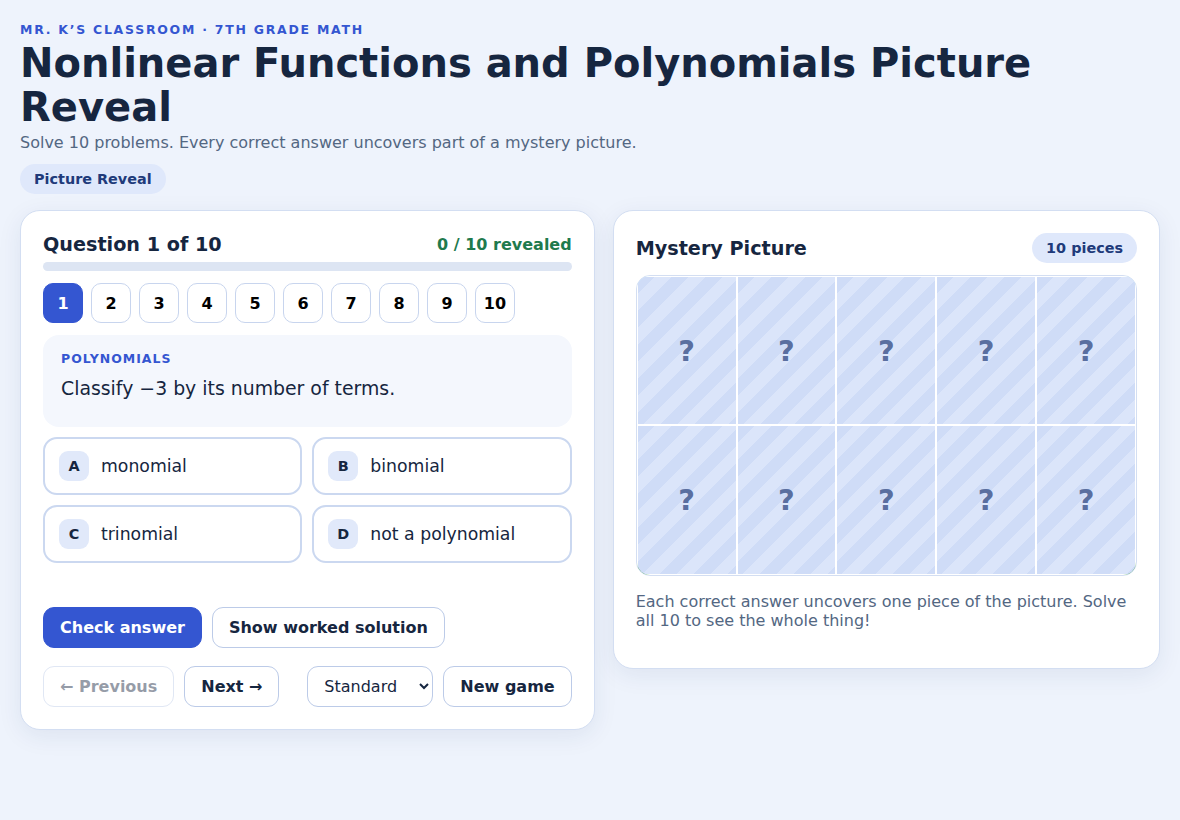 MR. K’S CLASSROOM · 7TH GRADE MATH
Nonlinear Functions and Polynomials Picture
Reveal
Solve 10 problems. Every correct answer uncovers part of a mystery picture.
Picture Reveal
Question 1 of 10
0 / 10 revealed
1 2 3 4 5 6 7 8 9 10
POLYNOMIALS
Classify −3 by its number of terms.
A monomial
B binomial
C trinomial
D not a polynomial
Check answer
Show worked solution
← Previous
Next →
Standard
New game
Mystery Picture
10 pieces
? ? ? ? ?
? ? ? ? ?
Each correct answer uncovers one piece of the picture. Solve
all 10 to see the whole thing!